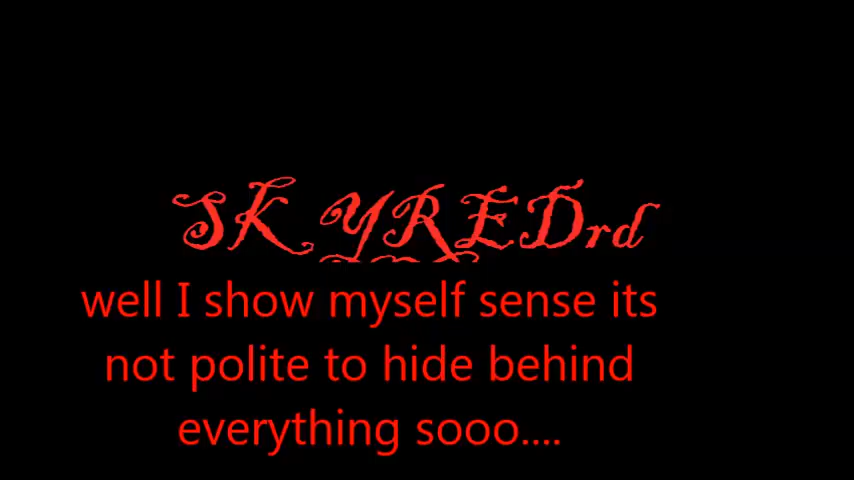 SKYREDrd
well I show myself sense its
not polite to hide behind
everything sooo....